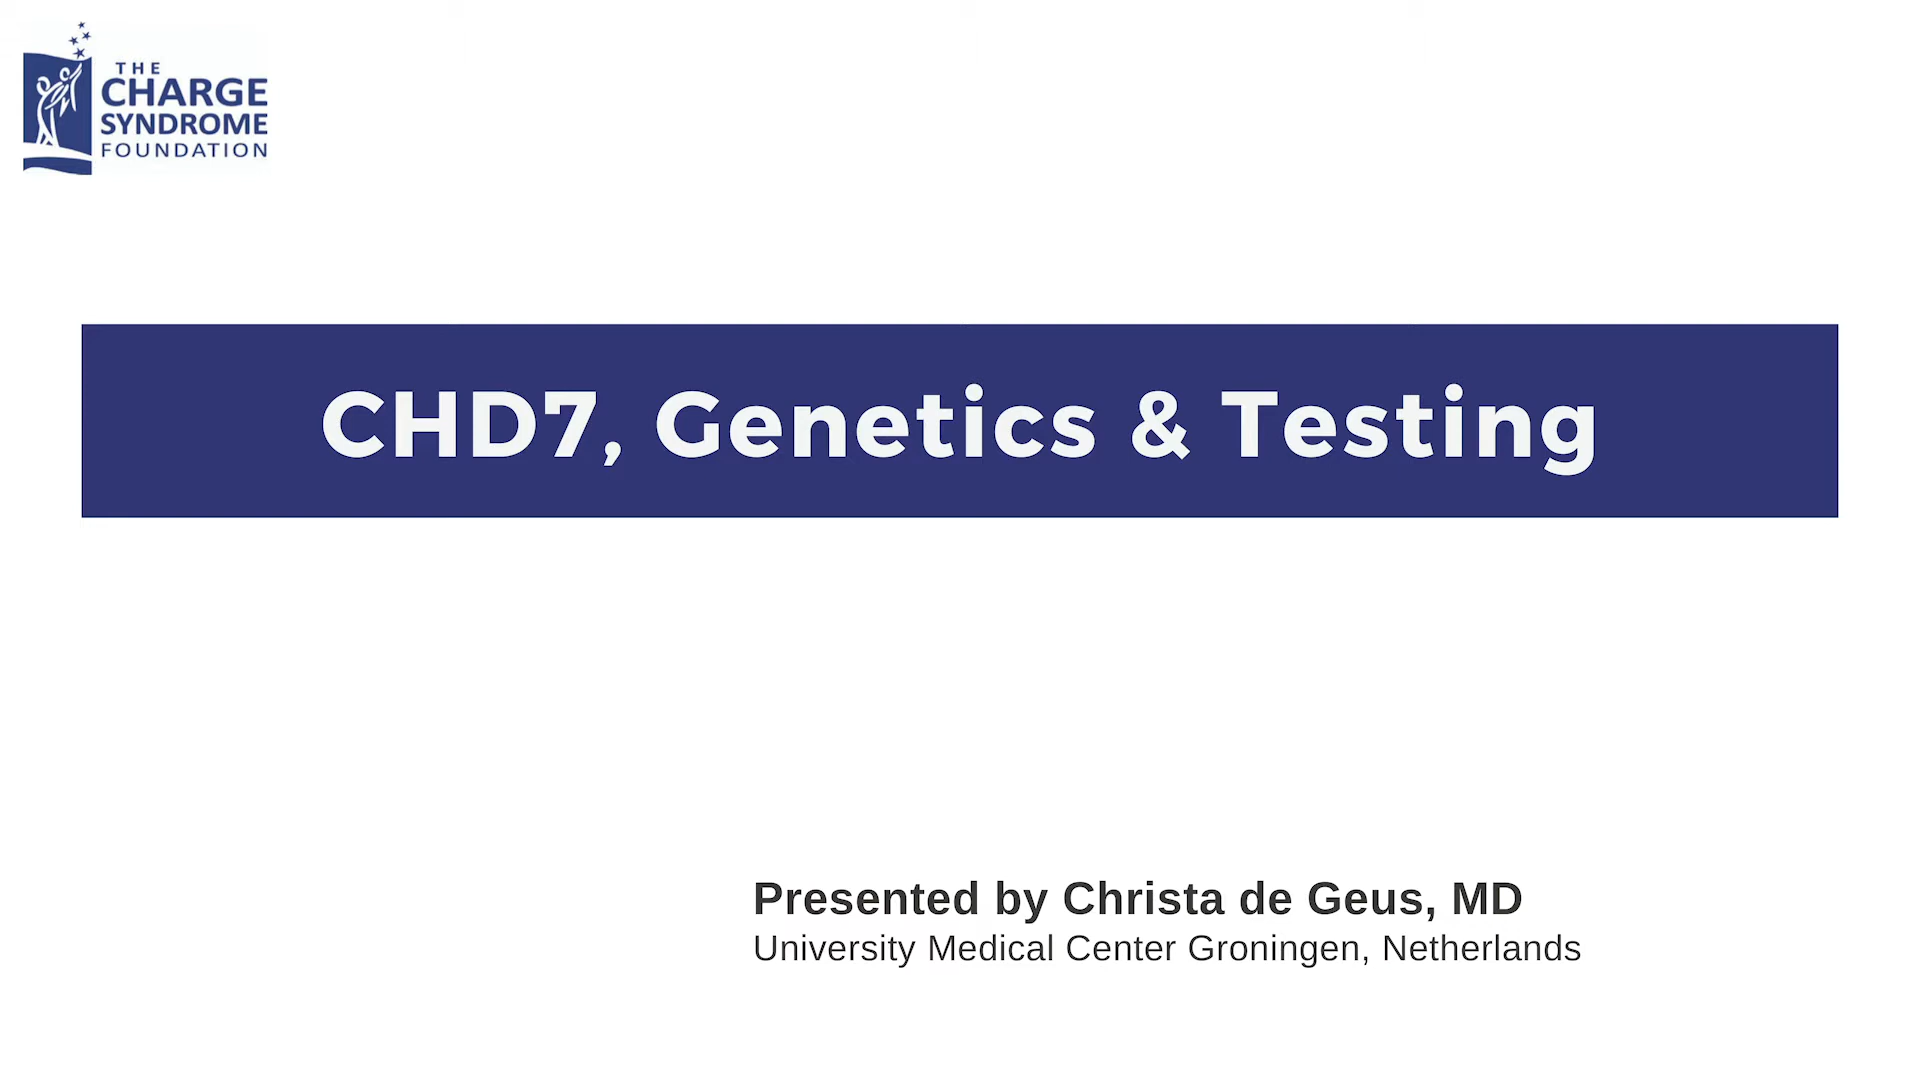 THE
CHARGE
SYNDROME
FOUNDATION
CHD7, Genetics & Testing
Presented by Christa de Geus, MD
University Medical Center Groningen, Netherlands